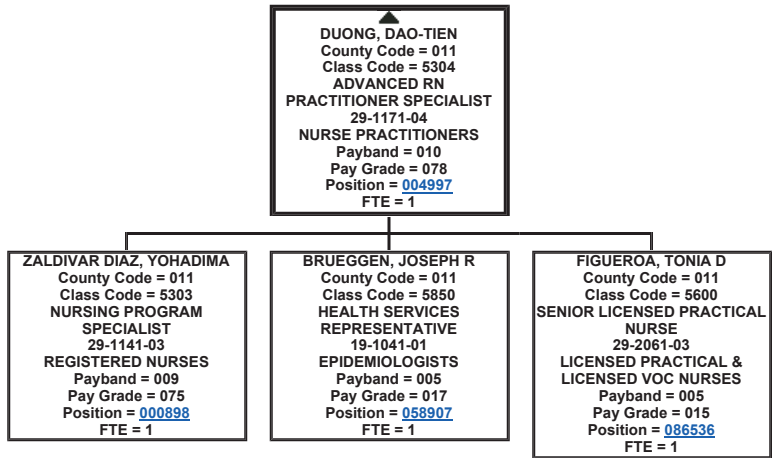 DUONG, DAO-TIEN
County Code = 011
Class Code = 5304
ADVANCED RN
PRACTITIONER SPECIALIST
29-1171-04
NURSE PRACTITIONERS
Payband = 010
Pay Grade = 078
Position = 004997
FTE = 1
ZALDIVAR DIAZ, YOHADIMA
County Code = 011
Class Code = 5303
NURSING PROGRAM
SPECIALIST
29-1141-03
REGISTERED NURSES
Payband = 009
Pay Grade = 075
Position = 000898
FTE = 1
BRUEGGEN, JOSEPH R
County Code = 011
Class Code = 5850
HEALTH SERVICES
REPRESENTATIVE
19-1041-01
EPIDEMIOLOGISTS
Payband = 005
Pay Grade = 017
Position = 058907
FTE = 1
FIGUEROA, TONIA D
County Code = 011
Class Code = 5600
SENIOR LICENSED PRACTICAL
NURSE
29-2061-03
LICENSED PRACTICAL &
LICENSED VOC NURSES
Payband = 005
Pay Grade = 015
Position = 086536
FTE = 1